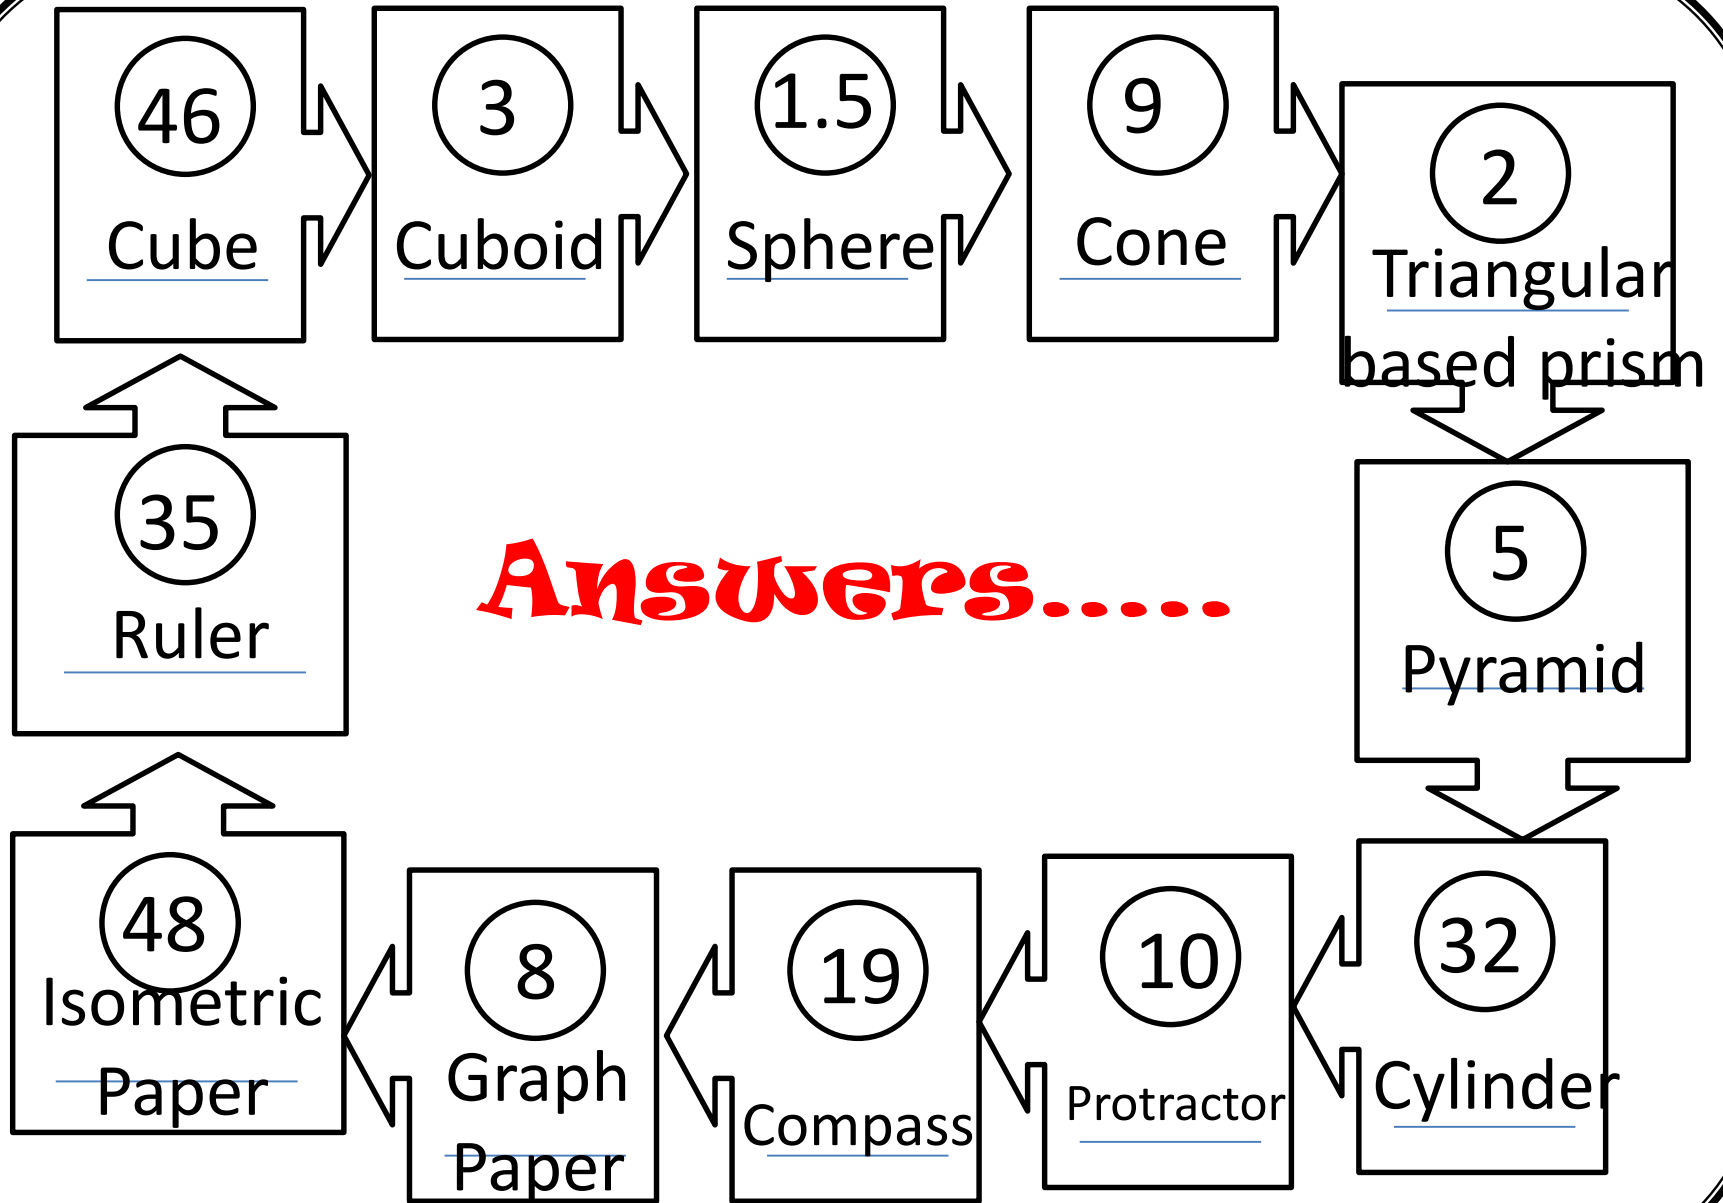 46
Cube
3
Cuboid
1.5
Sphere
9
Cone
2
Triangular
based prism
5
Pyramid
32
Cylinder
10
Protractor
19
Compass
8
Graph
Paper
48
Isometric
Paper
35
Ruler
Answers.....